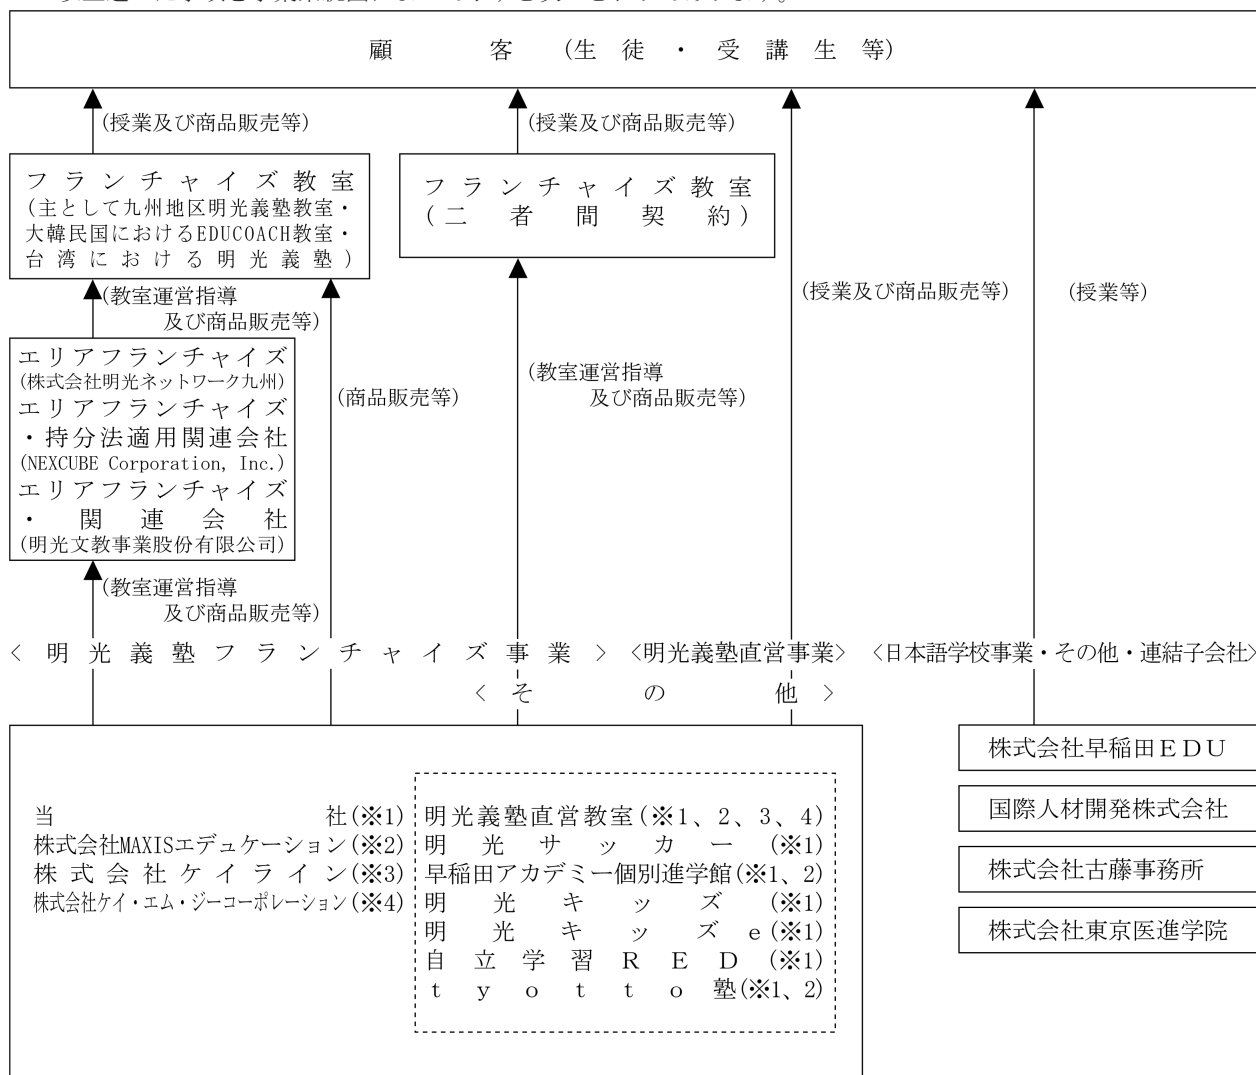 顧客（生徒・受講生等）
(授業及び商品販売等)
(授業及び商品販売等)
フランチャイズ教室
(主として九州地区明光義塾教室・
大韓民国におけるEDUCOACH教室・
台湾における明光義塾)
フランチャイズ教室
(二者間契約)
(教室運営指導
及び商品販売等)
(授業及び商品販売等)
(授業等)
エリアフランチャイズ
(株式会社明光ネットワーク九州)
エリアフランチャイズ
・持分法適用関連会社
(NEXCUBE Corporation, Inc.)
エリアフランチャイズ
・関連会社
(明光文教事業股份有限公司)
(商品販売等)
(教室運営指導
及び商品販売等)
(教室運営指導
及び商品販売等)
〈明光義塾フランチャイズ事業〉
〈明光義塾直営事業〉
〈日本語学校事業・その他・連結子会社〉
〈その他〉
当社(※1)
株式会社MAXISエデュケーション(※2)
株式会社ケイライン(※3)
株式会社ケイ・エム・ジーコーポレーション(※4)
明光義塾直営教室(※1、2、3、4)
明光サッカー(※1)
早稲田アカデミー個別進学館(※1、2)
明光キッズ(※1)
明光キッズe(※1)
自立学習ＲＥＤ(※1)
ｔｙｏｔｔｏ塾(※1、2)
株式会社早稲田ＥＤＵ
国際人材開発株式会社
株式会社古藤事務所
株式会社東京医進学院